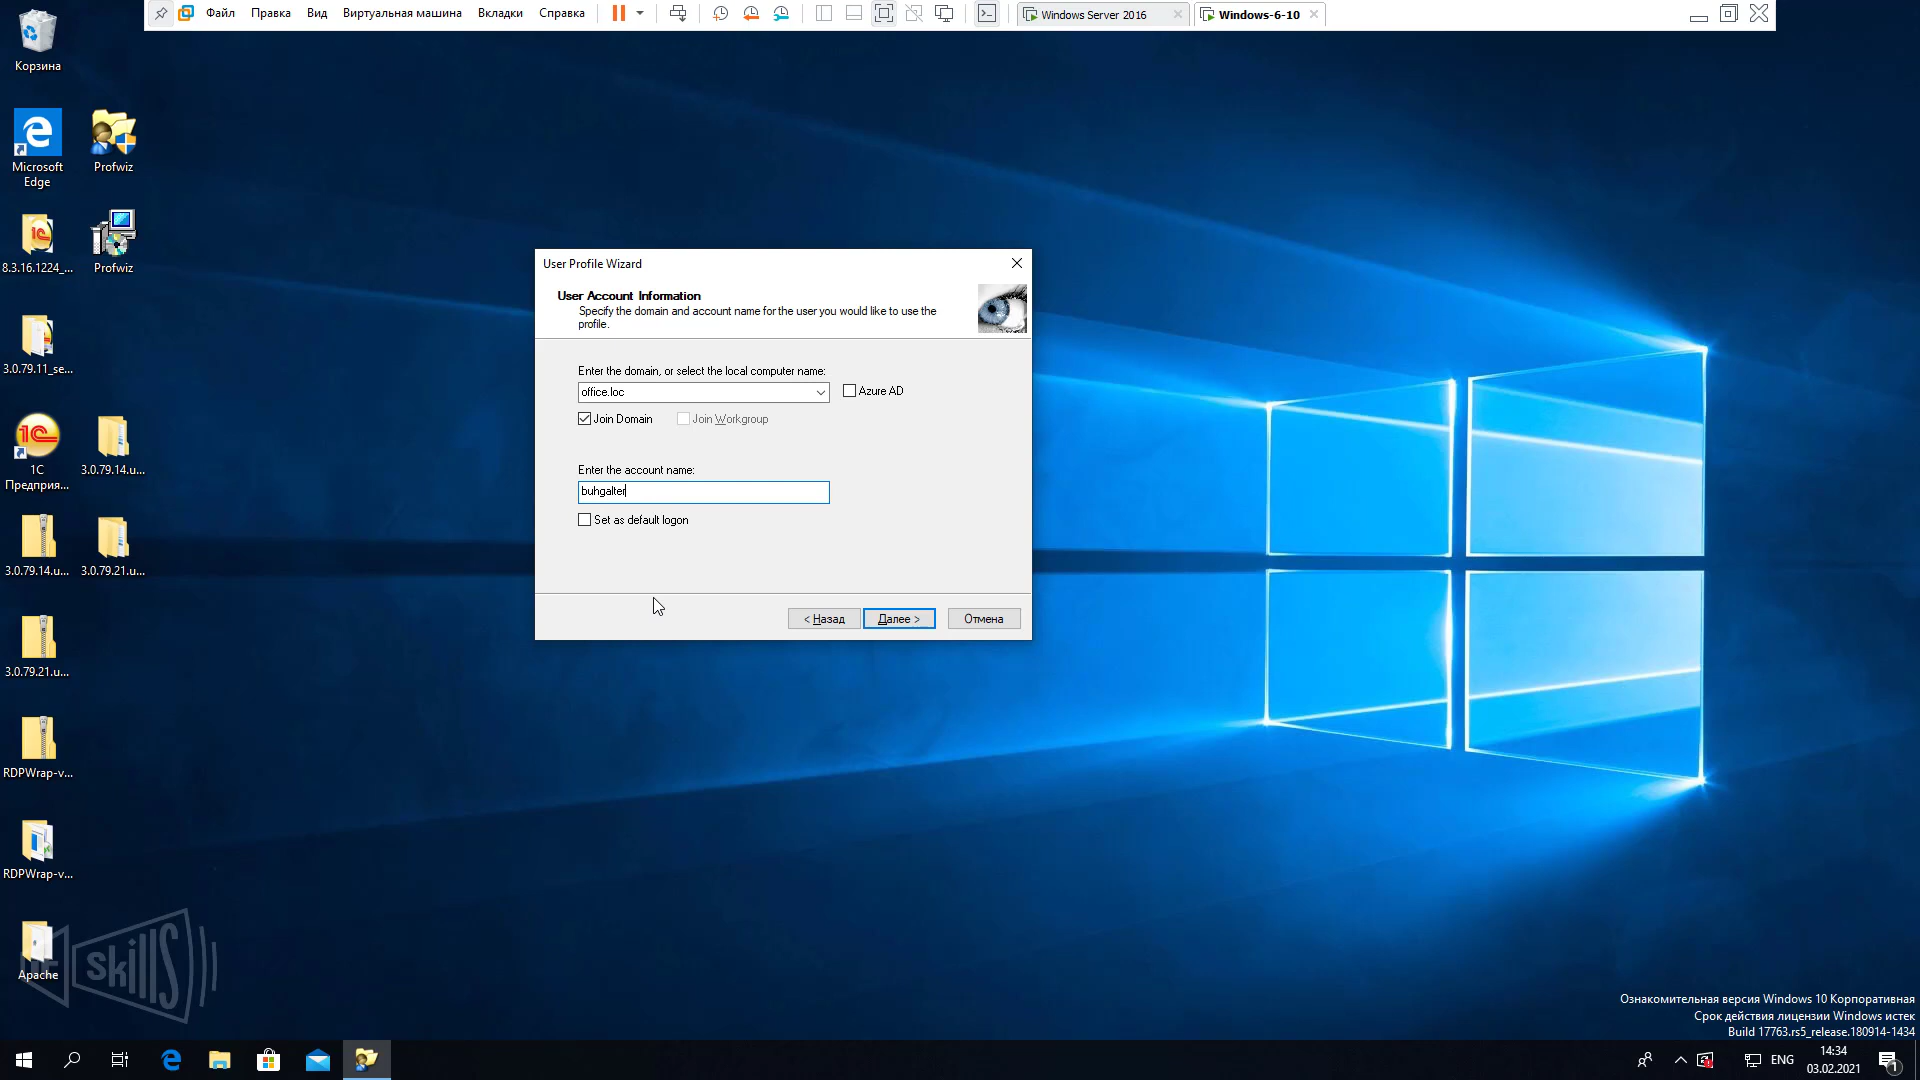 Файл Правка Вид Виртуальная машина Вкладки Справка
Windows Server 2016
Windows-6-10
Корзина
Microsoft
Edge
Profwiz
8.3.16.1224_...
Profwiz
3.0.79.11_se...
1С
Предприя...
3.0.79.14.u...
3.0.79.14.u...
3.0.79.21.u...
3.0.79.21.u...
RDPWrap-v...
RDPWrap-v...
Apache
skills
User Profile Wizard
User Account Information
Specify the domain and account name for the user you would like to use the
profile.
Enter the domain, or select the local computer name:
office.loc
Azure AD
Join Domain
Join Workgroup
Enter the account name:
buhgalter
Set as default logon
< Назад
Далее >
Отмена
Ознакомительная версия Windows 10 Корпоративная
Срок действия лицензии Windows истек
Build 17763.rs5_release.180914-1434
ENG
14:34
03.02.2021
1